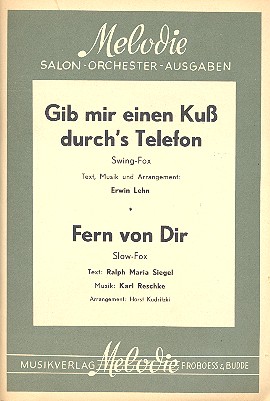 Melodie
SALON-ORCHESTER-AUSGABEN
Gib mir einen Kuß
durch's Telefon
Swing-Fox
Text, Musik und Arrangement:
Erwin Lehn
*
Fern von Dir
Slow-Fox
Text: Ralph Maria Siegel
Musik: Karl Reschke
Arrangement: Horst Kudritzki
MUSIKVERLAG Melodie FROBOESS & BUDDE